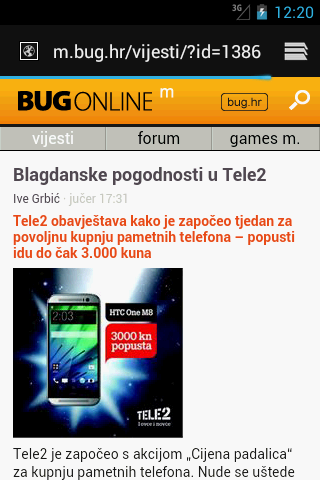 3G 12:20
m.bug.hr/vijesti/?id=1386
BUG ONLINE m bug.hr
vijesti forum games m.
Blagdanske pogodnosti u Tele2
Ive Grbić · jučer 17:31
Tele2 obavještava kako je započeo tjedan za
povoljnu kupnju pametnih telefona – popusti
idu do čak 3.000 kuna
HTC One M8
3000 kn
popusta
TELE2
Tele2 je započeo s akcijom „Cijena padalica“
za kupnju pametnih telefona. Nude se uštede